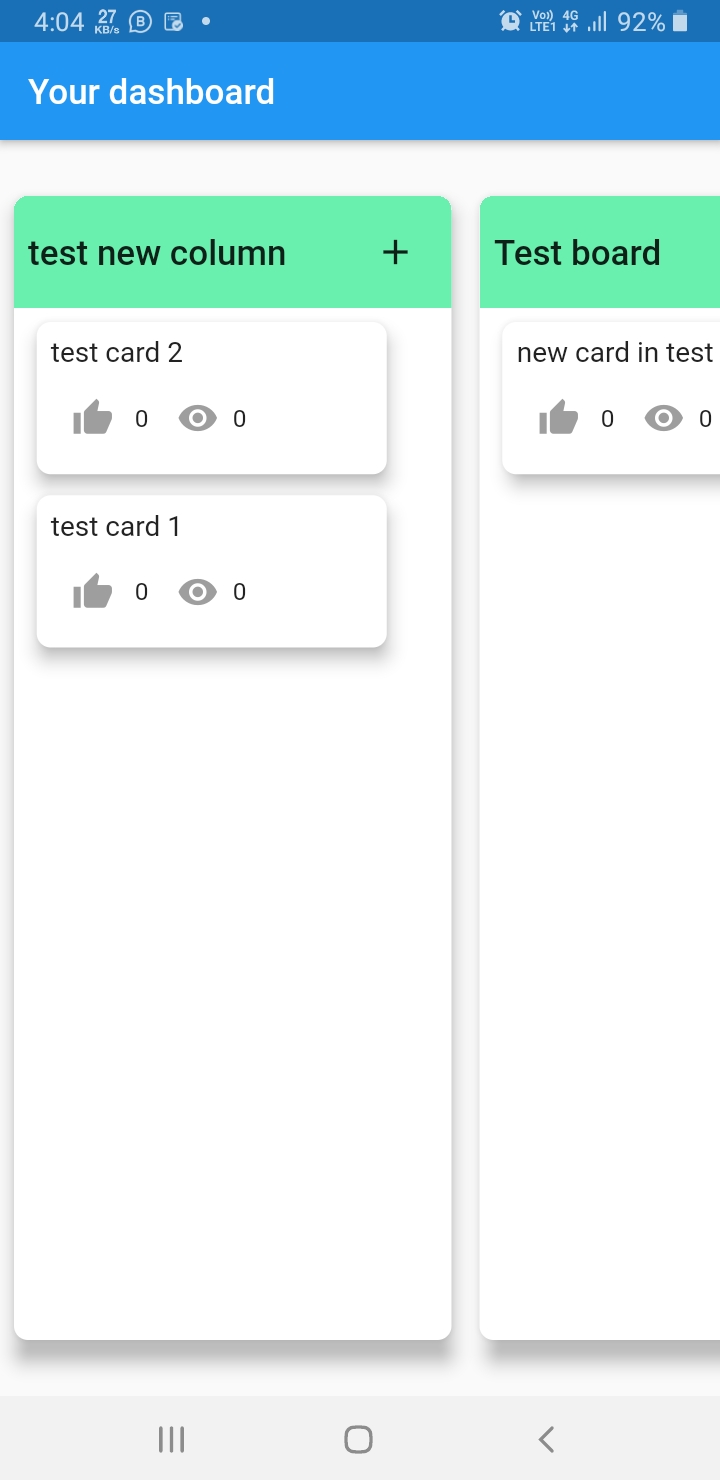 4:04 27 KB/s B Vo) LTE1 4G 92%
Your dashboard
test new column +
test card 2
0 0
test card 1
0 0
Test board
new card in test
0 0